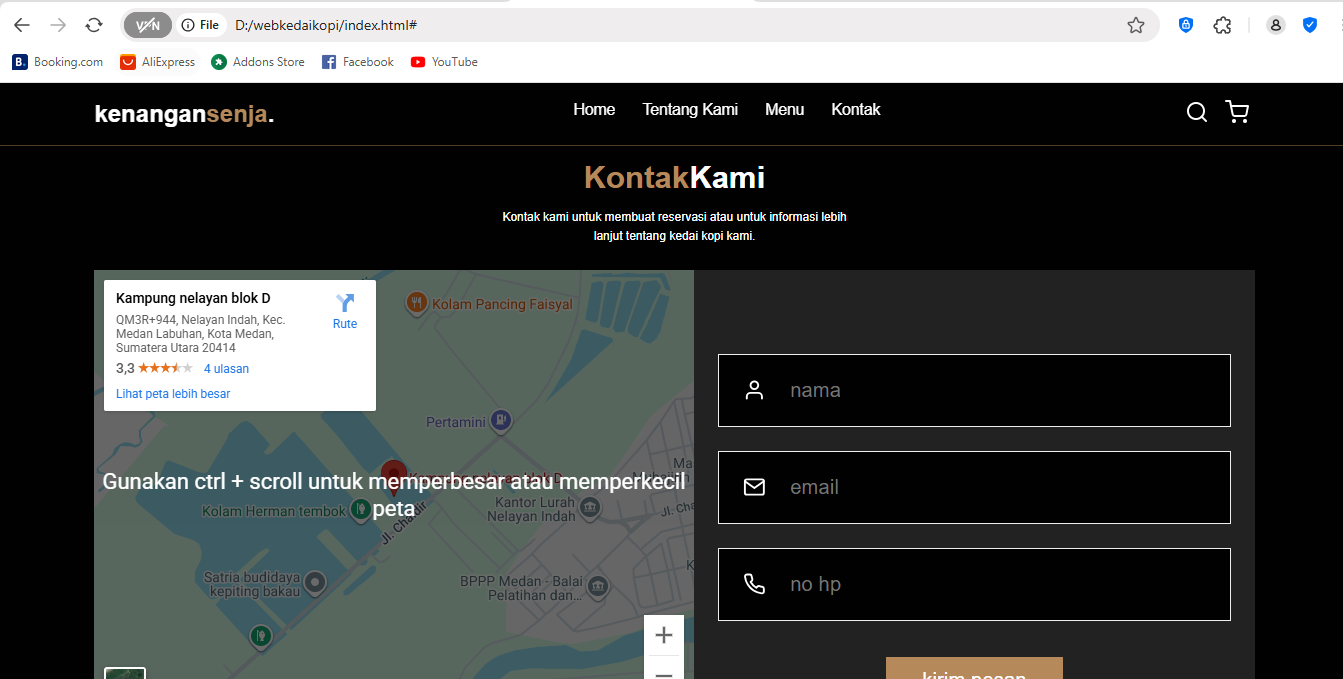 VPN
File
D:/webkedaikopi/index.html#
B.
Booking.com
AliExpress
Addons Store
Facebook
YouTube
kenangansenja.
Home
Tentang Kami
Menu
Kontak
KontakKami
Kontak kami untuk membuat reservasi atau untuk informasi lebih
lanjut tentang kedai kopi kami.
Kampung nelayan blok D
QM3R+944, Nelayan Indah, Kec.
Medan Labuhan, Kota Medan,
Sumatera Utara 20414
3,3
4 ulasan
Lihat peta lebih besar
Rute
Kolam Pancing Faisyal
Pertamini
Gunakan ctrl + scroll untuk memperbesar atau memperkecil
peta
Kolam Herman tembok
Jl. Chaidir
Kantor Lurah
Nelayan Indah
Satria budidaya
kepiting bakau
BPPP Medan - Balai
Pelatihan dan...
nama
email
no hp
kirim pesan